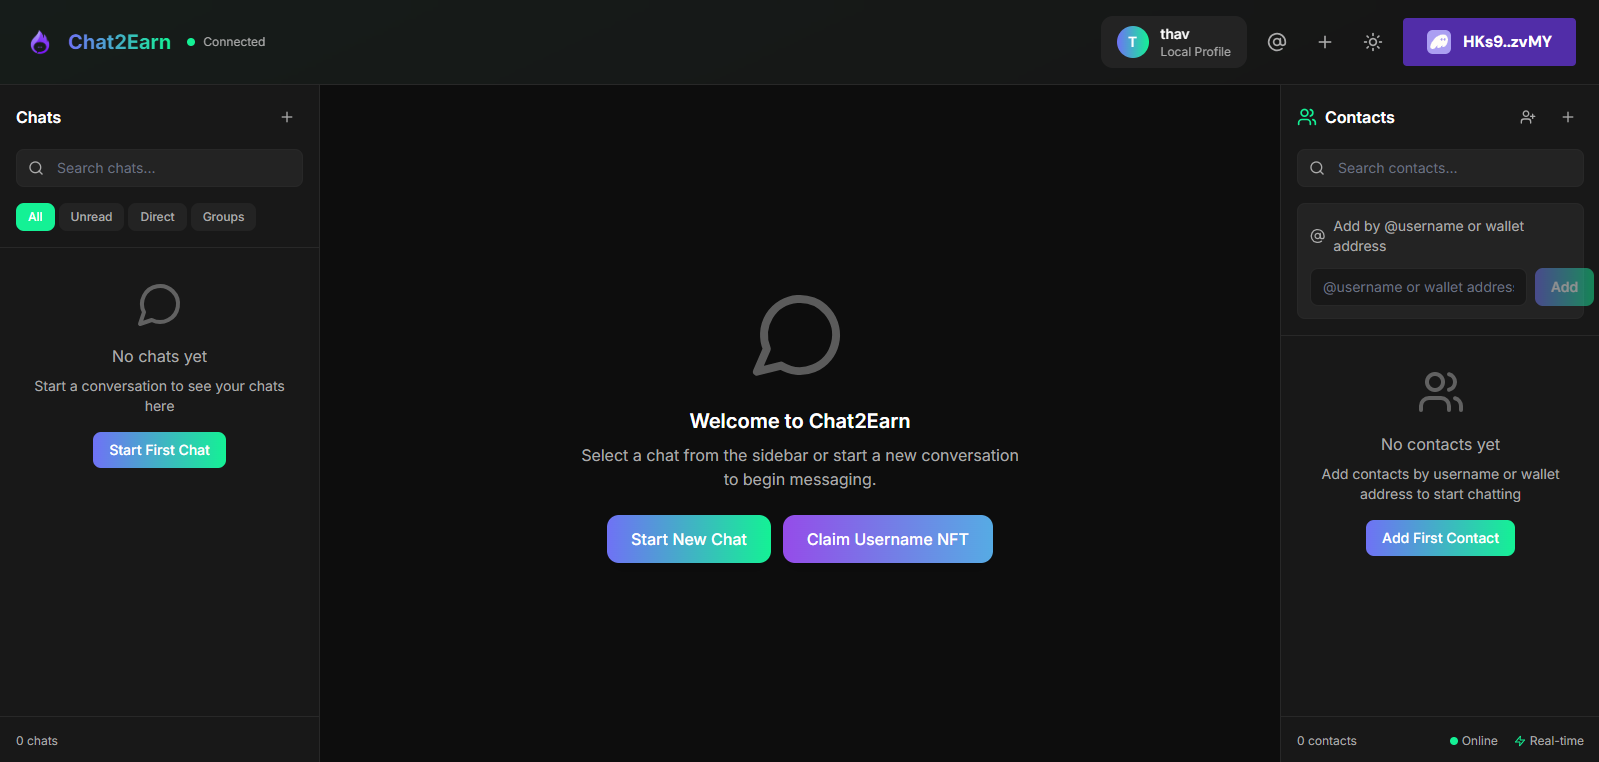 Chat2Earn
Connected
T
thav
Local Profile
HKs9..zvMY
Chats
Search chats...
All
Unread
Direct
Groups
No chats yet
Start a conversation to see your chats
here
Start First Chat
0 chats
Welcome to Chat2Earn
Select a chat from the sidebar or start a new conversation
to begin messaging.
Start New Chat
Claim Username NFT
Contacts
Search contacts...
Add by @username or wallet
address
@username or wallet addres
Add
No contacts yet
Add contacts by username or wallet
address to start chatting
Add First Contact
0 contacts
Online
Real-time